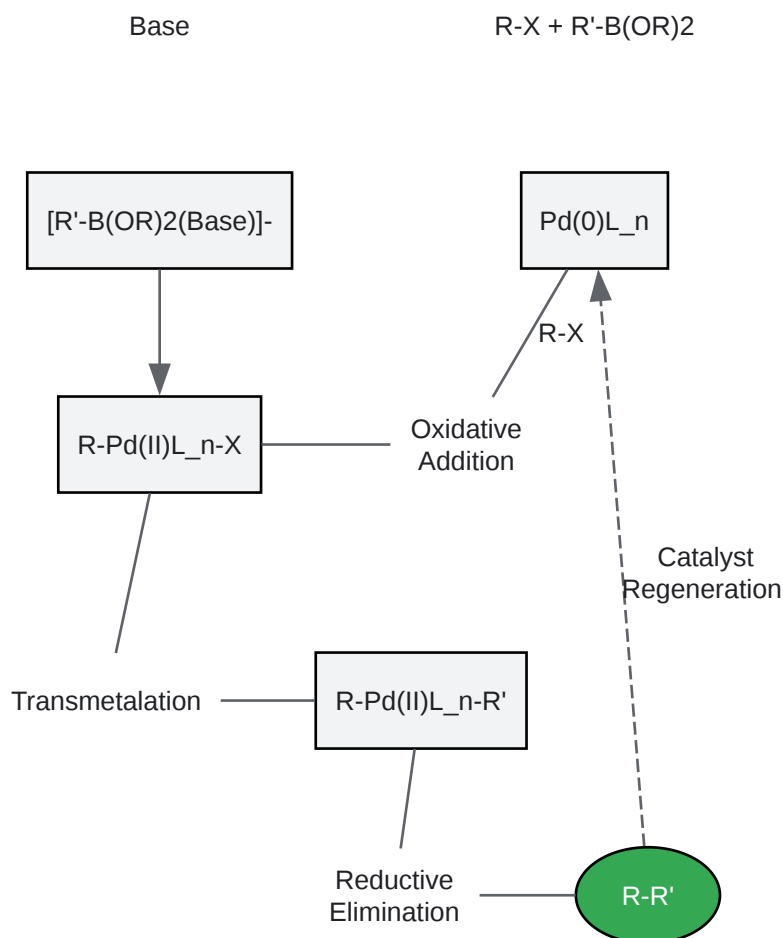 Base
R-X + R'-B(OR)2
[R'-B(OR)2(Base)]-
Pd(0)L_n
R-X
R-Pd(II)L_n-X
Oxidative
Addition
Catalyst
Regeneration
Transmetalation
R-Pd(II)L_n-R'
Reductive
Elimination
R-R'